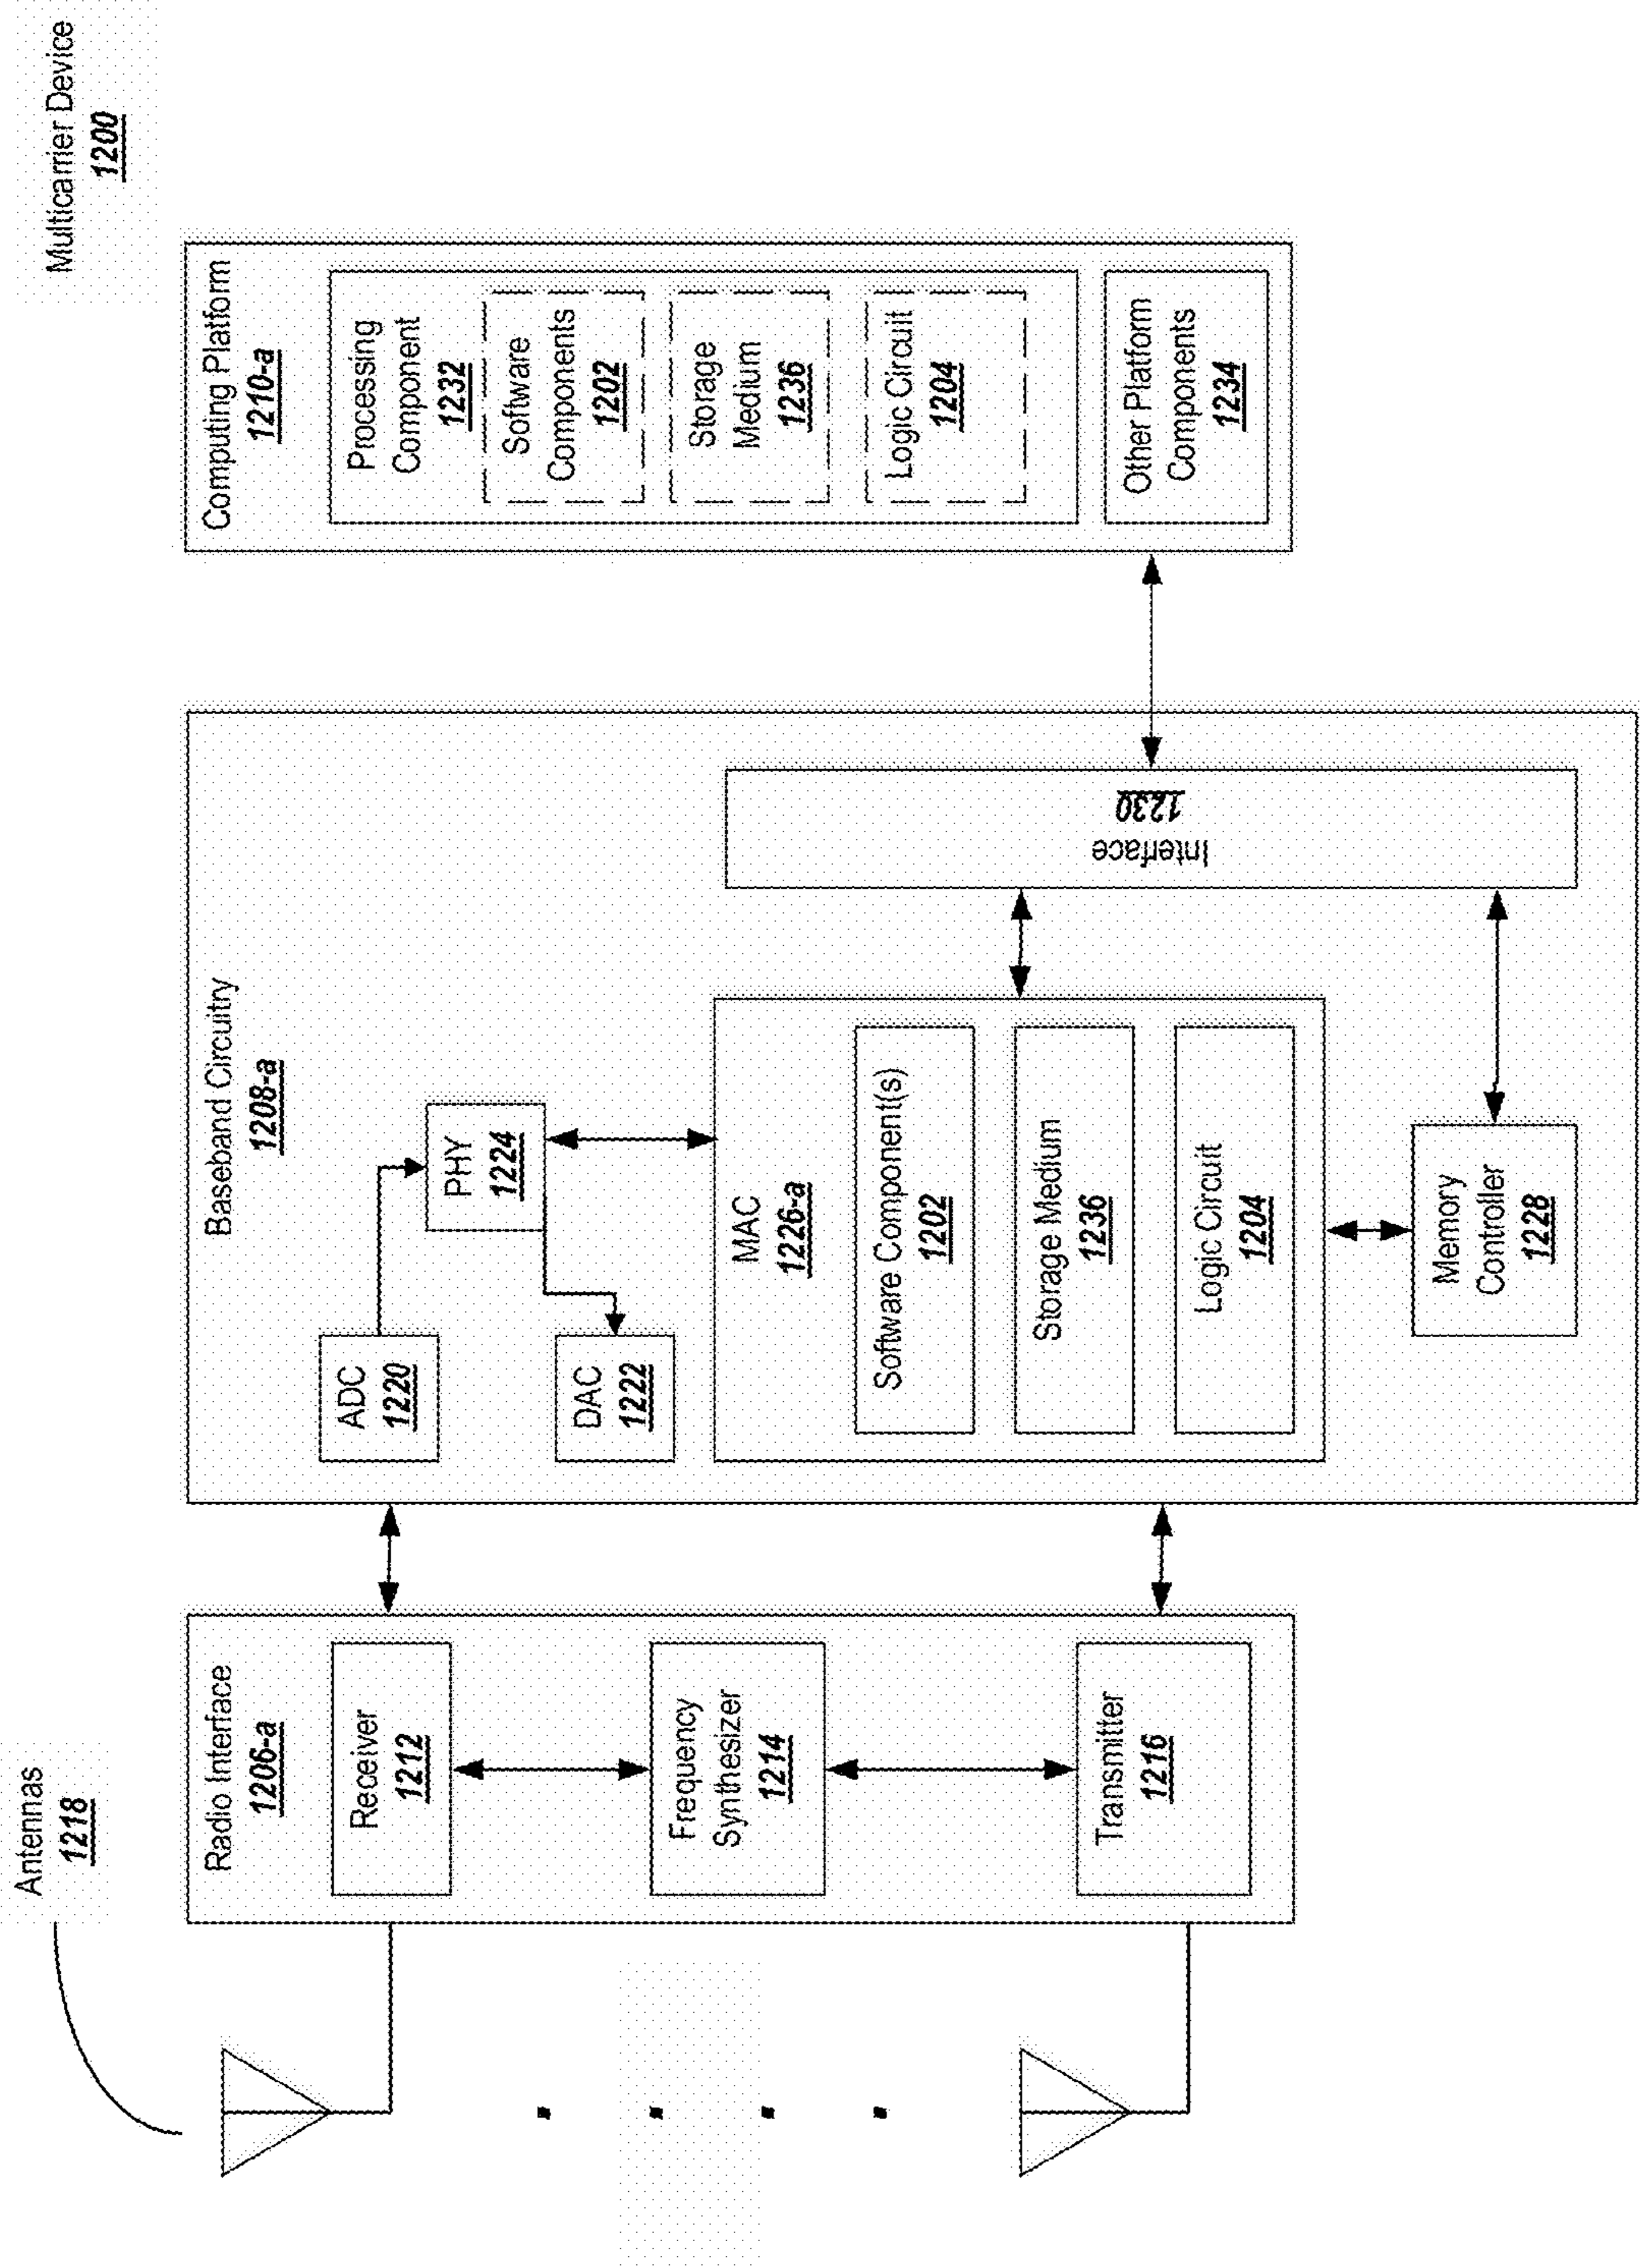 Multicarrier Device
1200
Antennas
1218
Radio Interface
1206-a
Receiver
1212
Frequency
Synthesizer
1214
Transmitter
1216
Baseband Circuitry
1208-a
ADC
1220
PHY
1224
DAC
1222
MAC
1226-a
Software Component(s)
1202
Storage Medium
1236
Logic Circuit
1204
Memory
Controller
1228
Interface
1230
Computing Platform
1210-a
Processing
Component
1232
Software
Components
1202
Storage
Medium
1236
Logic Circuit
1204
Other Platform
Components
1234